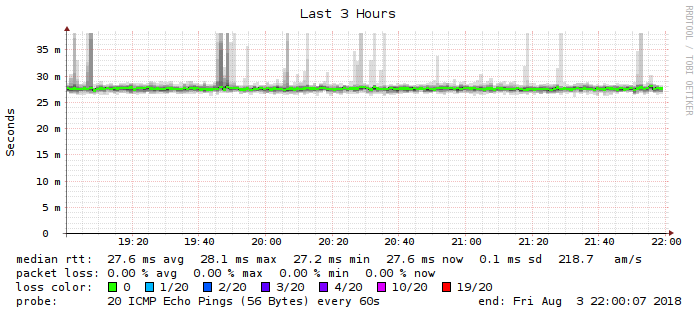 Last 3 Hours
RRDTOOL / TOBI OETIKER
Seconds
35 m
30 m
25 m
20 m
15 m
10 m
5 m
0
19:20 19:40 20:00 20:20 20:40 21:00 21:20 21:40 22:00
median rtt: 27.6 ms avg 28.1 ms max 27.2 ms min 27.6 ms now 0.1 ms sd 218.7 am/s
packet loss: 0.00 % avg 0.00 % max 0.00 % min 0.00 % now
loss color: 0 1/20 2/20 3/20 4/20 10/20 19/20
probe: 20 ICMP Echo Pings (56 Bytes) every 60s end: Fri Aug 3 22:00:07 2018